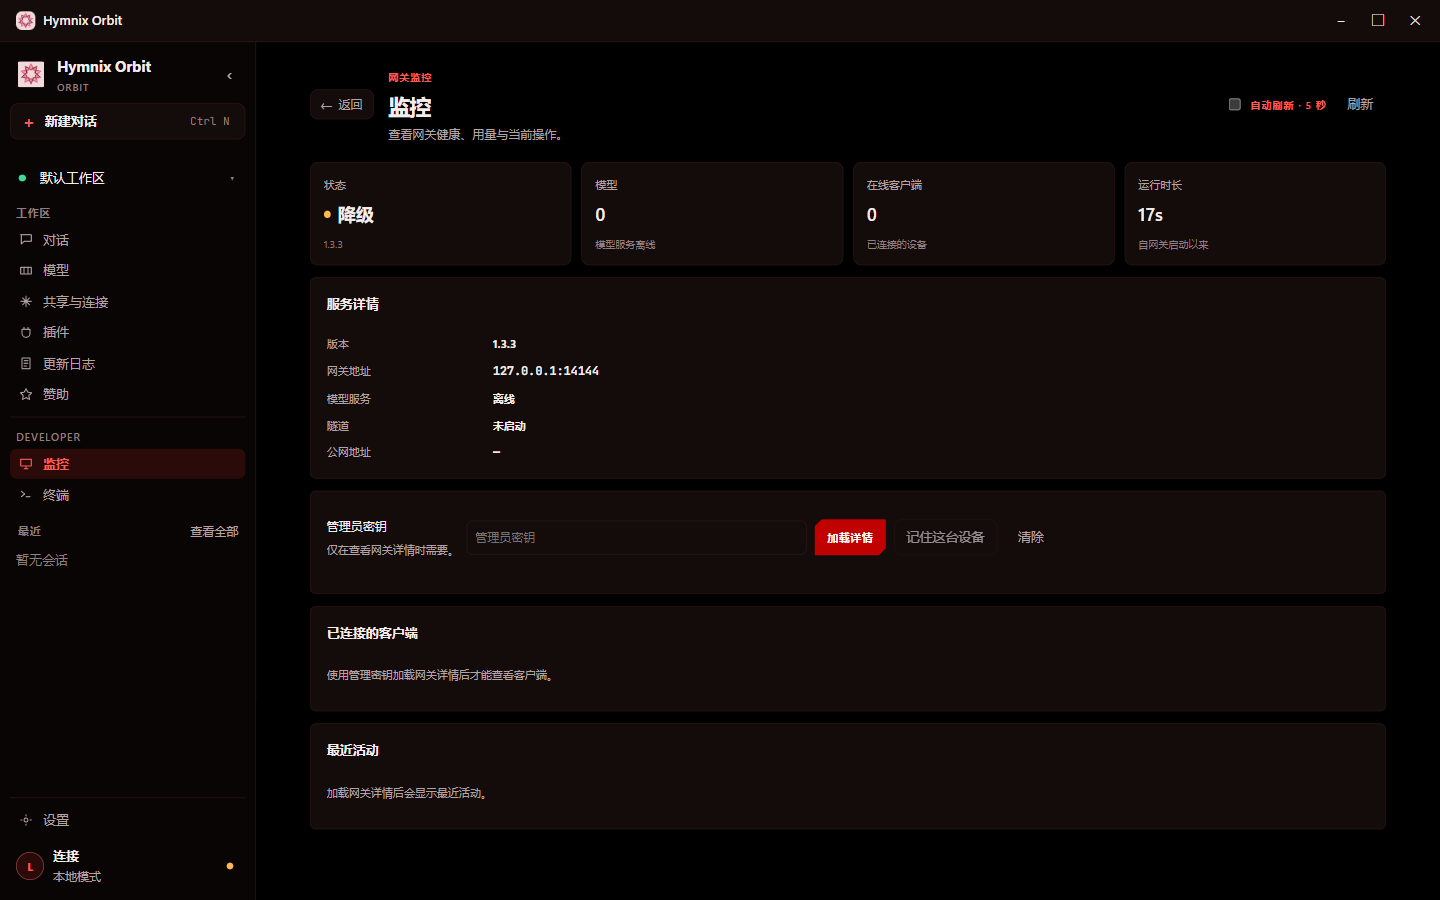 Hymnix Orbit
Hymnix Orbit
ORBIT
+ 新建对话 Ctrl N
默认工作区
工作区
对话
模型
共享与连接
插件
更新日志
赞助
DEVELOPER
监控
终端
最近 查看全部
暂无会话
设置
L
连接
本地模式
← 返回
网关监控
监控
查看网关健康、用量与当前操作。
自动刷新 · 5 秒
刷新
状态
降级
1.3.3
模型
0
模型服务离线
在线客户端
0
已连接的设备
运行时长
17s
自网关启动以来
服务详情
版本 1.3.3
网关地址 127.0.0.1:14144
模型服务 离线
隧道 未启动
公网地址 —
管理员密钥
仅在查看网关详情时需要。
管理员密钥
加载详情
记住这台设备
清除
已连接的客户端
使用管理密钥加载网关详情后才能查看客户端。
最近活动
加载网关详情后会显示最近活动。